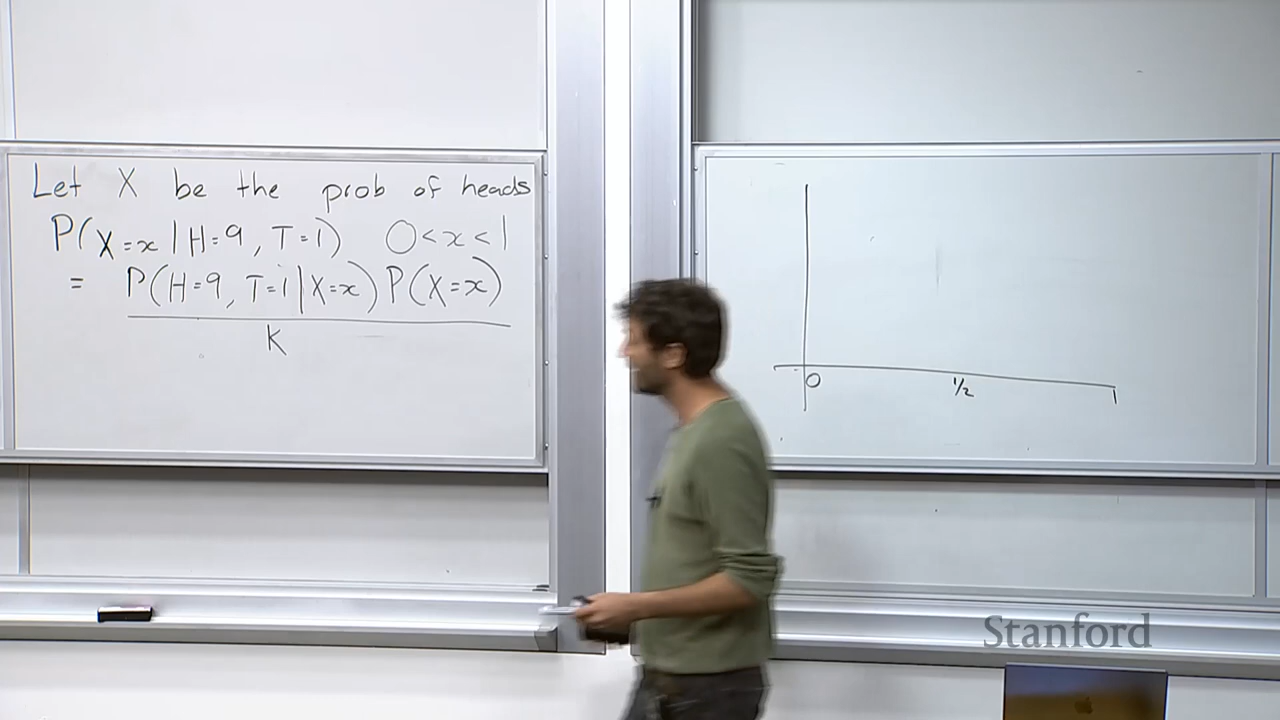 Let X be the prob of heads
P(X=x|H=9, T=1) 0<x<1
= P(H=9, T=1|X=x)P(X=x)
K
0 1/2 1
Stanford